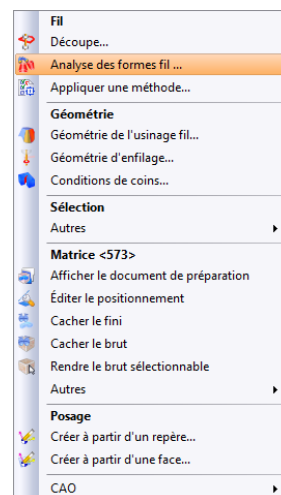 Fil
Découpe...
Analyse des formes fil ...
Appliquer une méthode...
Géométrie
Géométrie de l'usinage fil...
Géométrie d'enfilage...
Conditions de coins...
Sélection
Autres
Matrice <573>
Afficher le document de préparation
Éditer le positionnement
Cacher le fini
Cacher le brut
Rendre le brut sélectionnable
Autres
Posage
Créer à partir d'un repère...
Créer à partir d'une face...
CAO